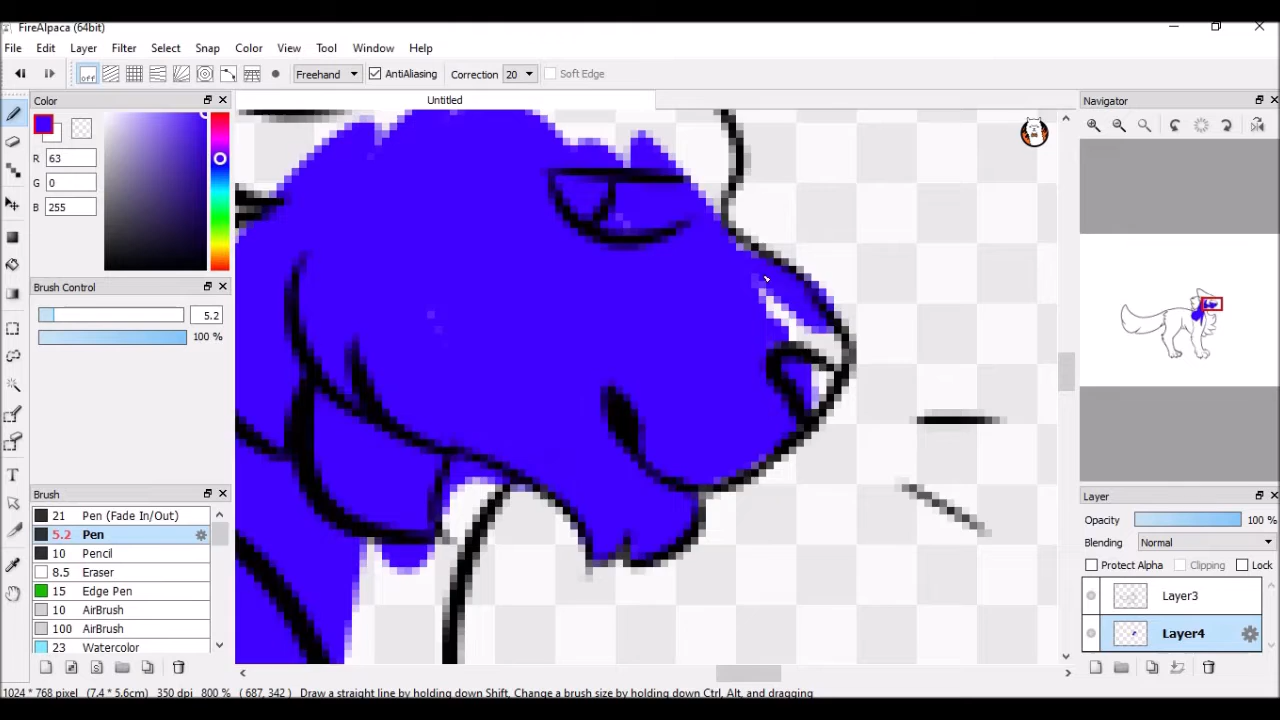 FireAlpaca (64bit)
File Edit Layer Filter Select Snap Color View Tool Window Help
off Freehand AntiAliasing Correction 20 Soft Edge
Color
Untitled
Navigator
R 63
G 0
B 255
Brush Control
5.2
100 %
Brush
21 Pen (Fade In/Out)
5.2 Pen
10 Pencil
8.5 Eraser
15 Edge Pen
10 AirBrush
100 AirBrush
23 Watercolor
Layer
Opacity 100 %
Blending Normal
Protect Alpha Clipping Lock
Layer3
Layer4
1024 * 768 pixel (7.4 * 5.6cm) 350 dpi 800 % ( 687, 342 ) Draw a straight line by holding down Shift, Change a brush size by holding down Ctrl, Alt, and dragging